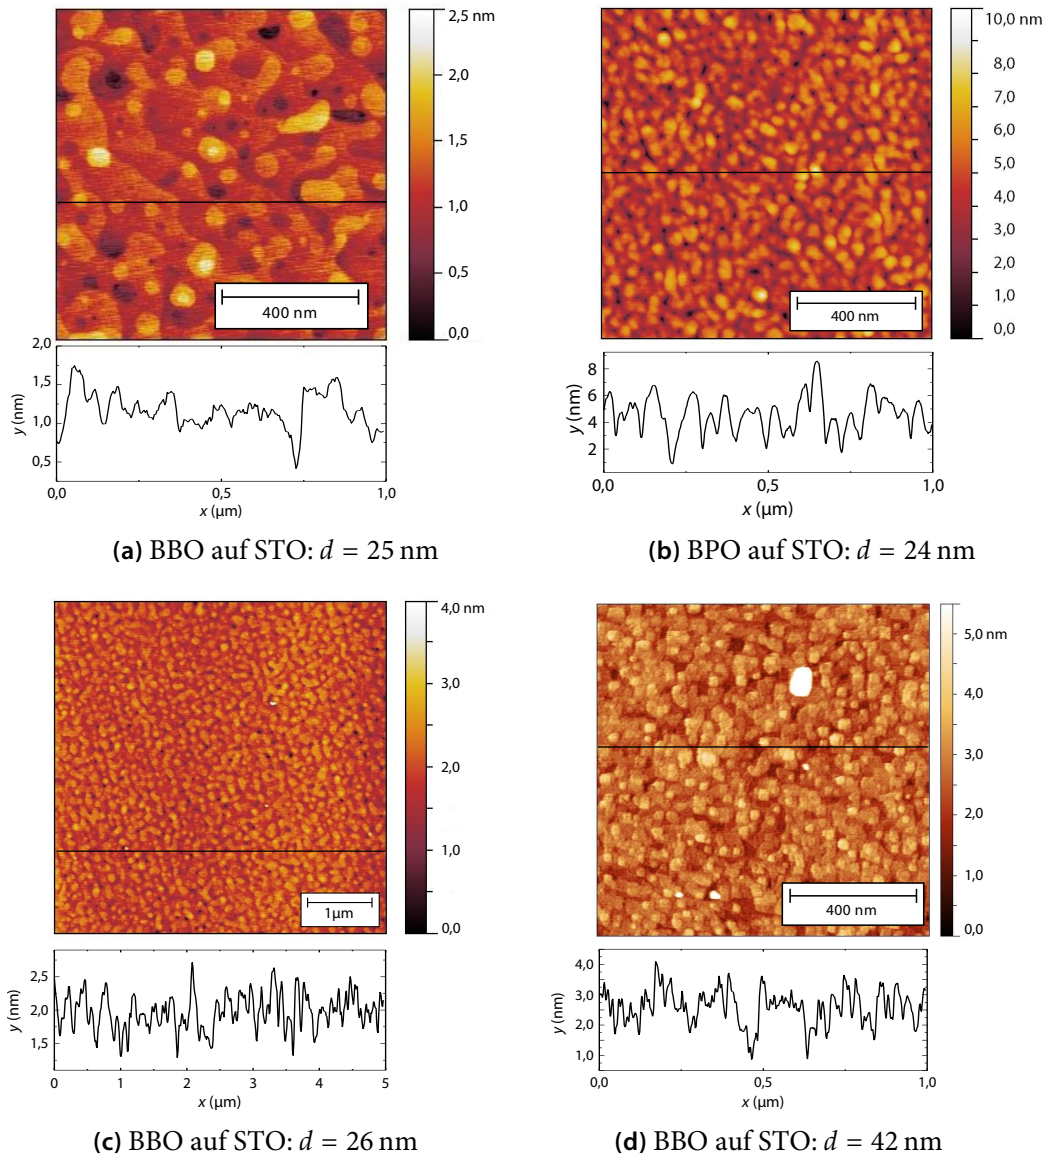 2,5 nm
2,0
1,5
1,0
0,5
0,0
400 nm
2,0
1,5
1,0
0,5
y (nm)
0,0 0,5 1,0
x (μm)
(a) BBO auf STO: d = 25 nm
10,0 nm
8,0
7,0
6,0
5,0
4,0
3,0
2,0
1,0
0,0
400 nm
8
6
4
2
y (nm)
0,0 0,5 1,0
x (μm)
(b) BPO auf STO: d = 24 nm
4,0 nm
3,0
2,0
1,0
0,0
1μm
2,5
2,0
1,5
y (nm)
0 1 2 3 4 5
x (μm)
(c) BBO auf STO: d = 26 nm
5,0 nm
4,0
3,0
2,0
1,0
0,0
400 nm
4,0
3,0
2,0
1,0
y (nm)
0,0 0,5 1,0
x (μm)
(d) BBO auf STO: d = 42 nm